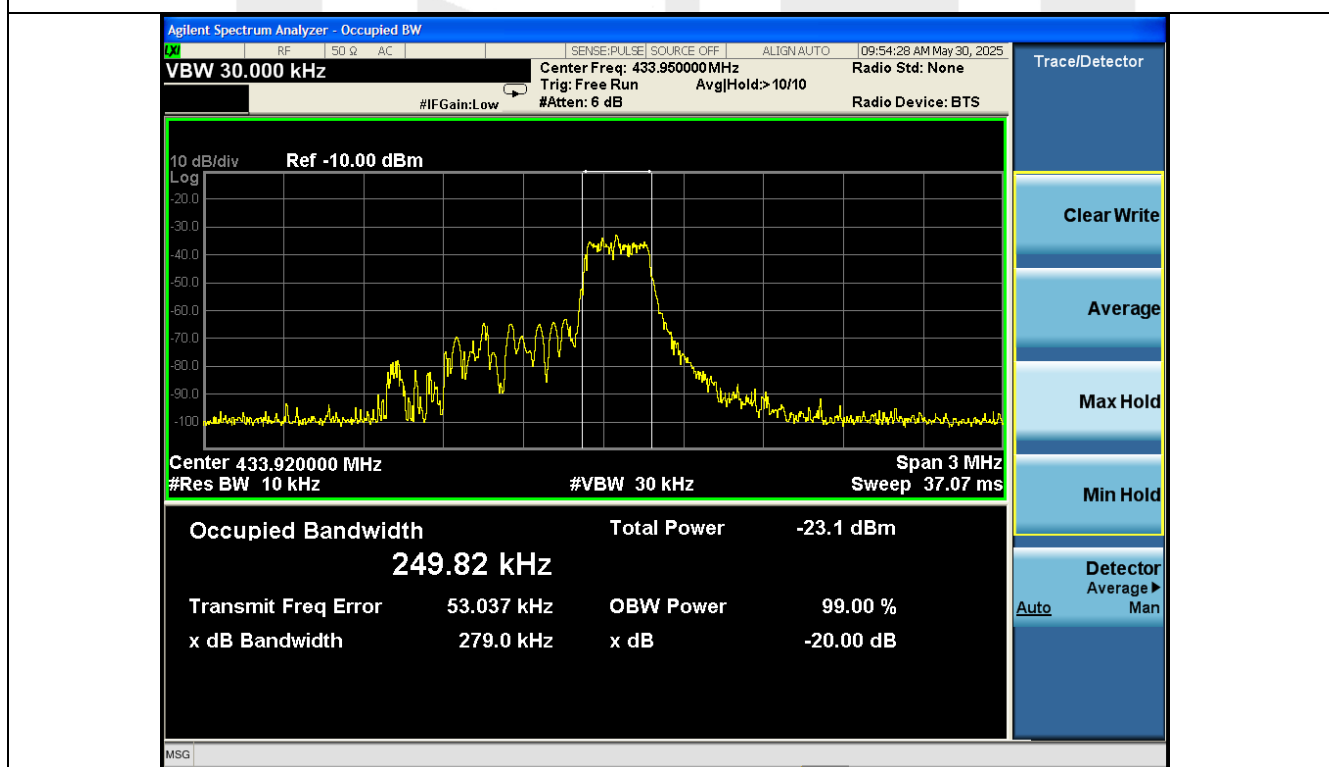 Agilent Spectrum Analyzer - Occupied BW
LXI RF 50 Ω AC SENSE:PULSE SOURCE OFF ALIGN AUTO 09:54:28 AM May 30, 2025
VBW 30.000 kHz Center Freq: 433.950000 MHz Radio Std: None
Trig: Free Run Avg|Hold:> 10/10
#IFGain:Low #Atten: 6 dB Radio Device: BTS
Trace/Detector
10 dB/div Ref -10.00 dBm
Log
-20.0
-30.0
-40.0
-50.0
-60.0
-70.0
-80.0
-90.0
-100
Center 433.920000 MHz Span 3 MHz
#Res BW 10 kHz #VBW 30 kHz Sweep 37.07 ms
Occupied Bandwidth Total Power -23.1 dBm
249.82 kHz
Transmit Freq Error 53.037 kHz OBW Power 99.00 %
x dB Bandwidth 279.0 kHz x dB -20.00 dB
Clear Write
Average
Max Hold
Min Hold
Detector
Average▶
Auto Man
MSG